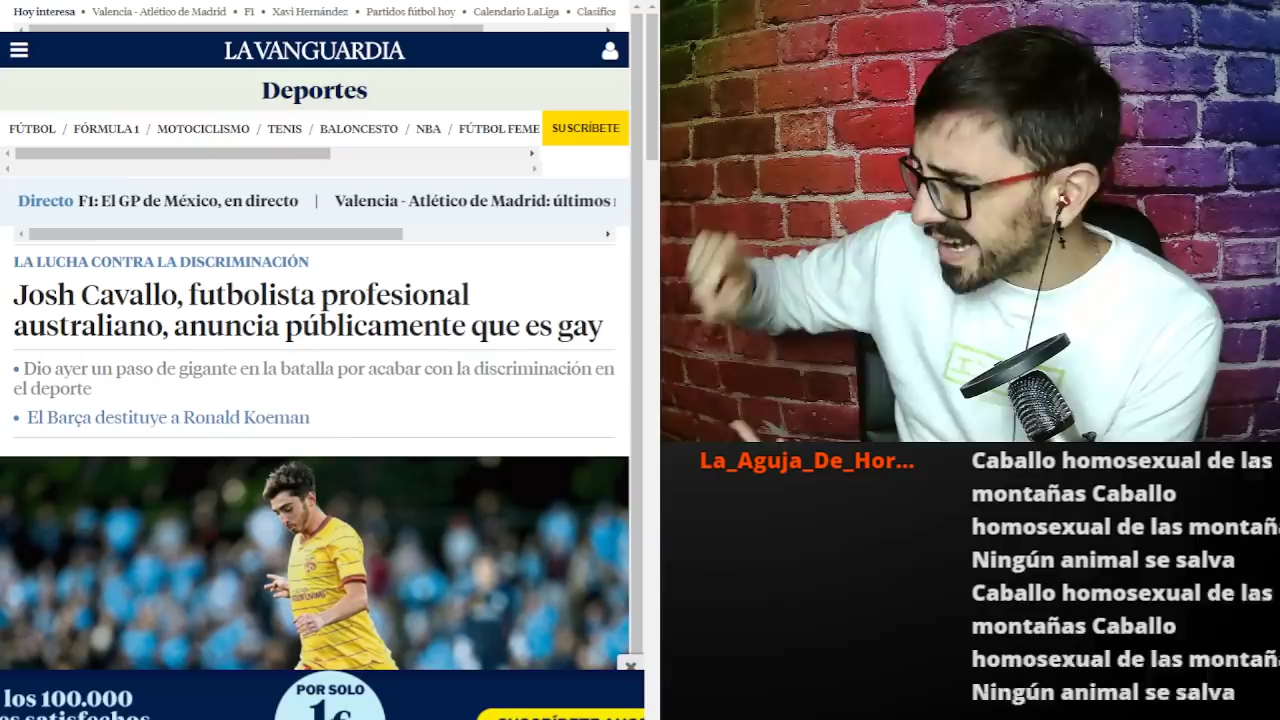 Hoy interesa • Valencia - Atlético de Madrid • F1 • Xavi Hernández • Partidos fútbol hoy • Calendario LaLiga • Clasifica
LA VANGUARDIA
Deportes
FÚTBOL / FÓRMULA 1 / MOTOCICLISMO / TENIS / BALONCESTO / NBA / FÚTBOL FEME
SUSCRÍBETE
Directo F1: El GP de México, en directo | Valencia - Atlético de Madrid: últimos
LA LUCHA CONTRA LA DISCRIMINACIÓN
Josh Cavallo, futbolista profesional
australiano, anuncia públicamente que es gay
• Dio ayer un paso de gigante en la batalla por acabar con la discriminación en
el deporte
• El Barça destituye a Ronald Koeman
los 100.000
POR SOLO
1€
La_Aguja_De_Hor...
Caballo homosexual de las
montañas Caballo
homosexual de las montaña
Ningún animal se salva
Caballo homosexual de las
montañas Caballo
homosexual de las montaña
Ningún animal se salva